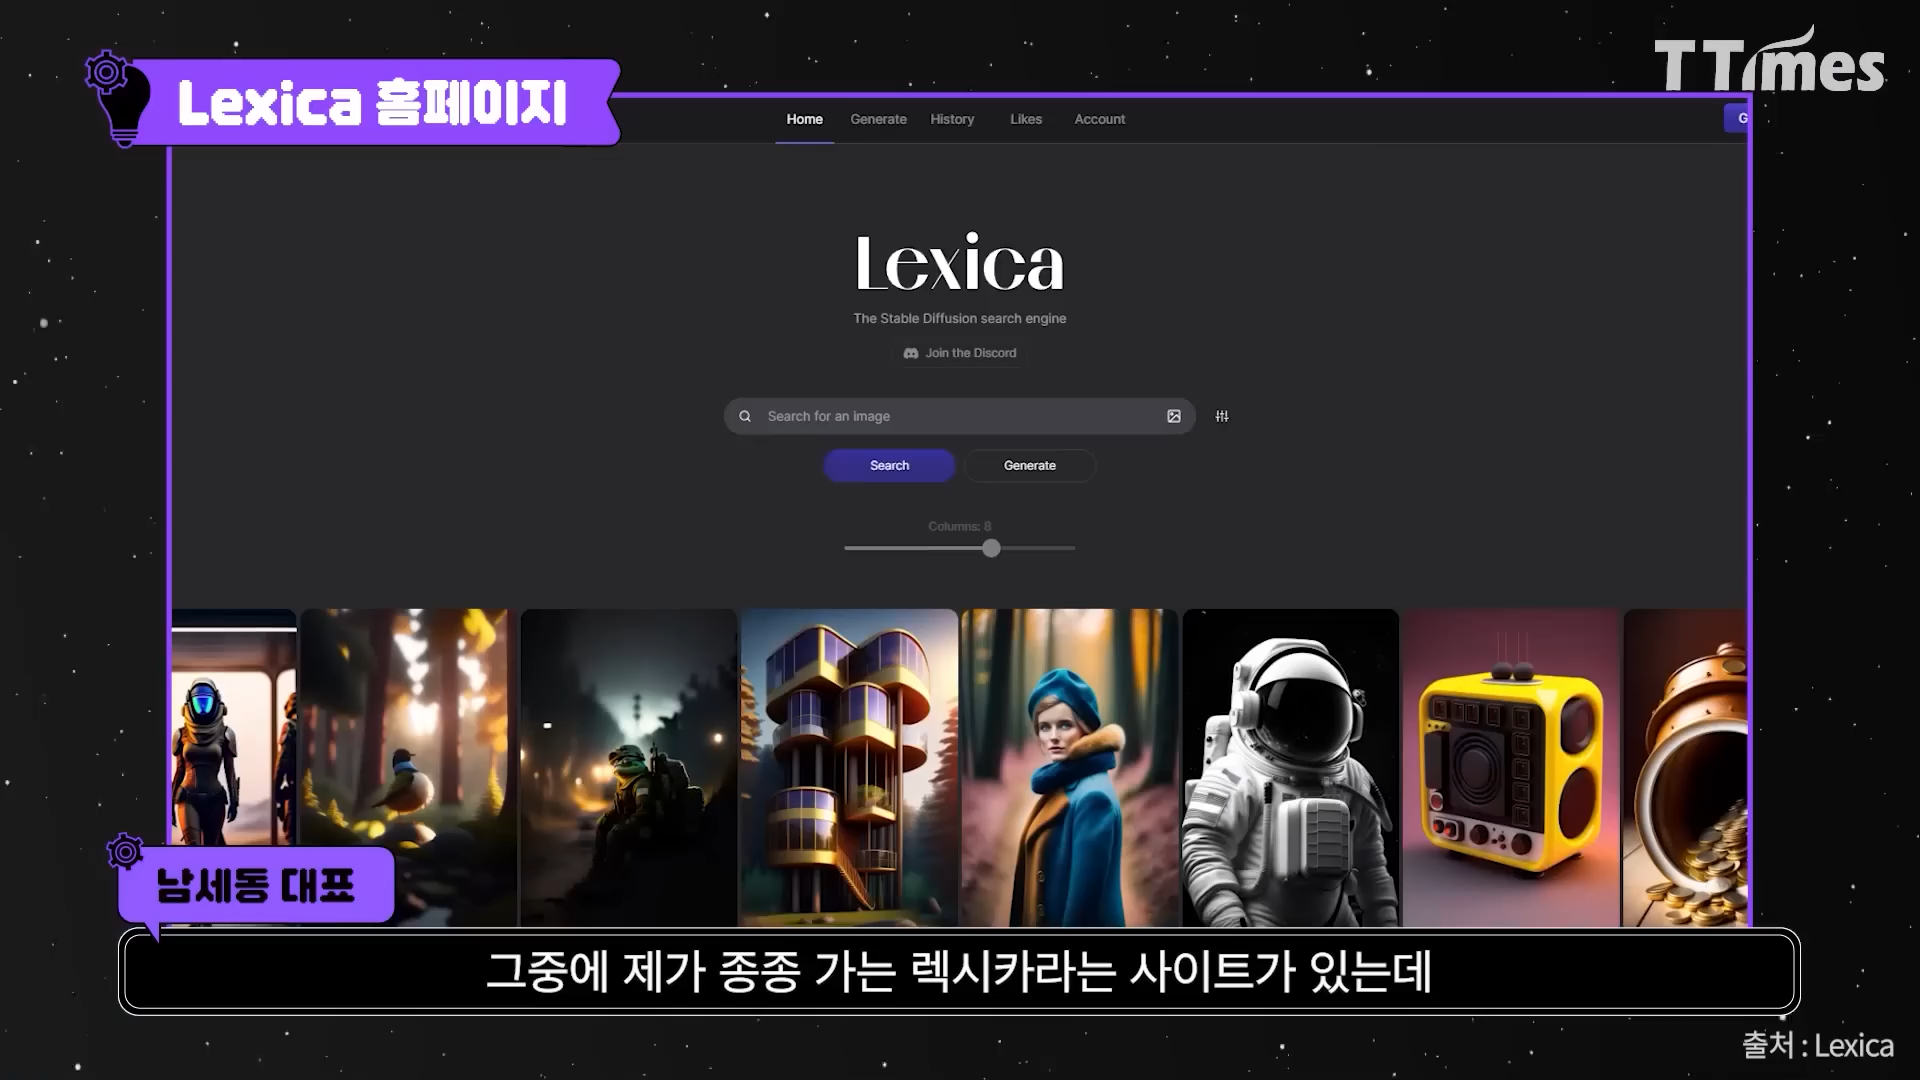 TTimes
Lexica 홈페이지
Home Generate History Likes Account G
Lexica
The Stable Diffusion search engine
Join the Discord
Search for an image
Search Generate
Columns: 8
남세동 대표
그중에 제가 종종 가는 렉시카라는 사이트가 있는데
출처 : Lexica